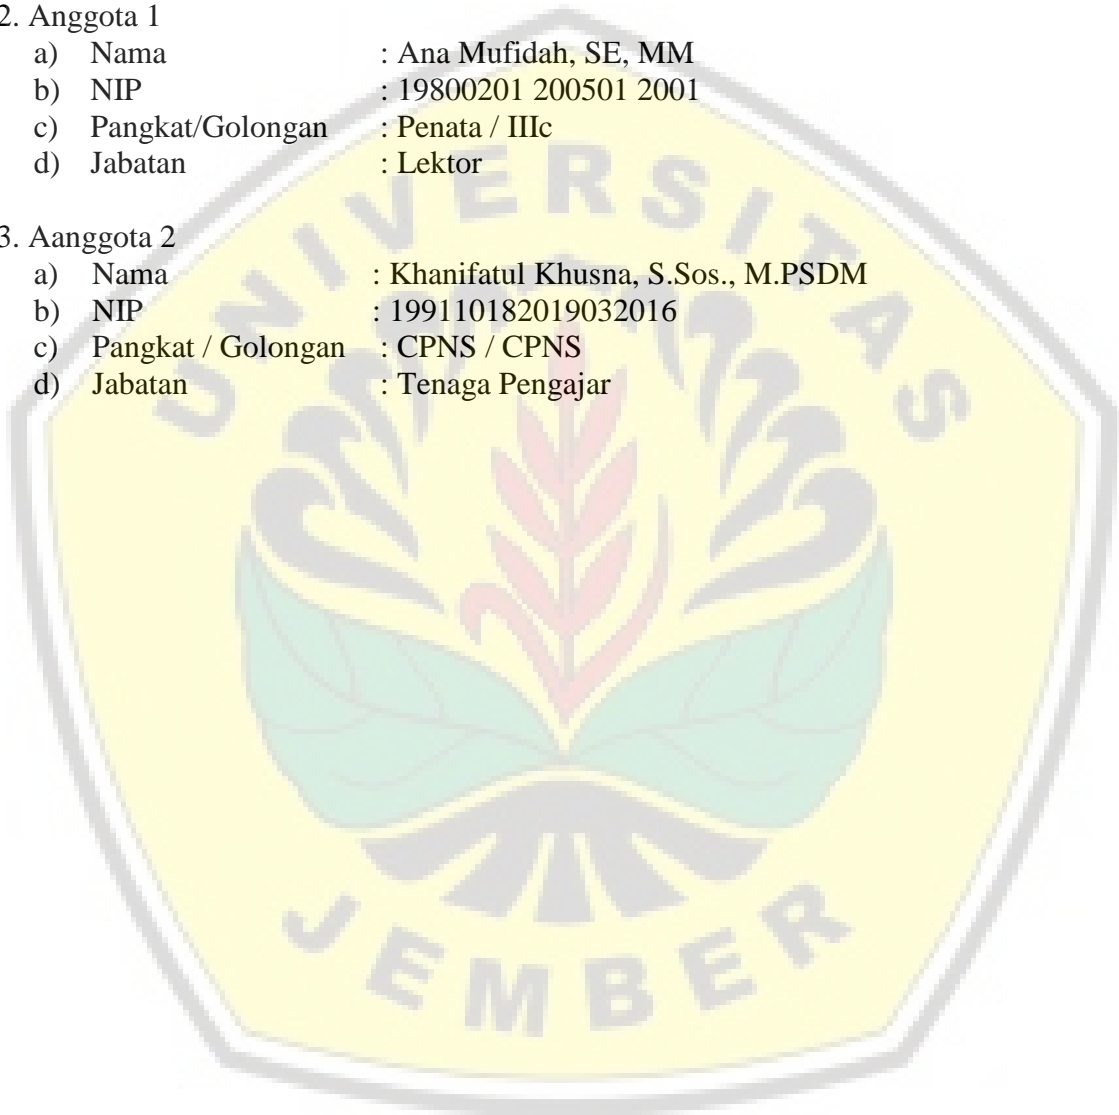 2. Anggota 1
a) Nama : Ana Mufidah, SE, MM
b) NIP : 19800201 200501 2001
c) Pangkat/Golongan : Penata / IIIc
d) Jabatan : Lektor
3. Aanggota 2
a) Nama : Khanifatul Khusna, S.Sos., M.PSDM
b) NIP : 199110182019032016
c) Pangkat / Golongan : CPNS / CPNS
d) Jabatan : Tenaga Pengajar
UNIVERSITAS
JEMBER